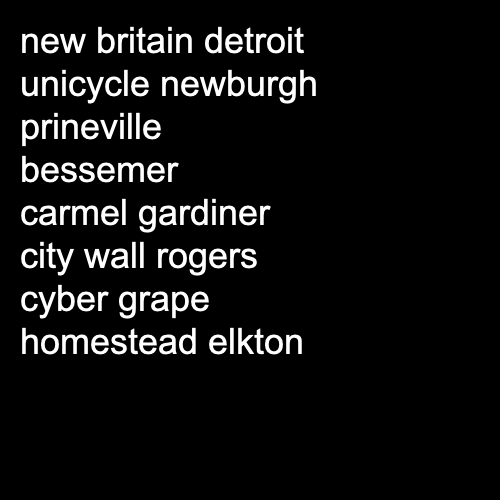 new britain detroit
unicycle newburgh
prineville
bessemer
carmel gardiner
city wall rogers
cyber grape
homestead elkton